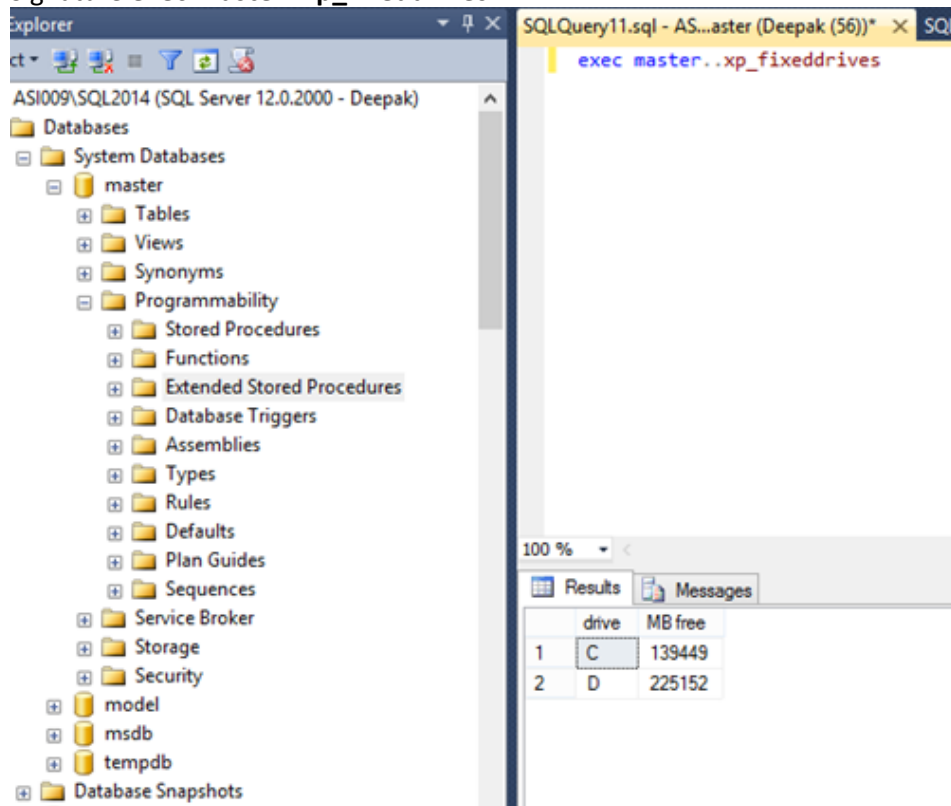 Explorer
ASI009\SQL2014 (SQL Server 12.0.2000 - Deepak)
Databases
System Databases
master
Tables
Views
Synonyms
Programmability
Stored Procedures
Functions
Extended Stored Procedures
Database Triggers
Assemblies
Types
Rules
Defaults
Plan Guides
Sequences
Service Broker
Storage
Security
model
msdb
tempdb
Database Snapshots
SQLQuery11.sql - AS...aster (Deepak (56))*
exec master..xp_fixeddrives
100 %
Results Messages
drive MB free
1 C 139449
2 D 225152